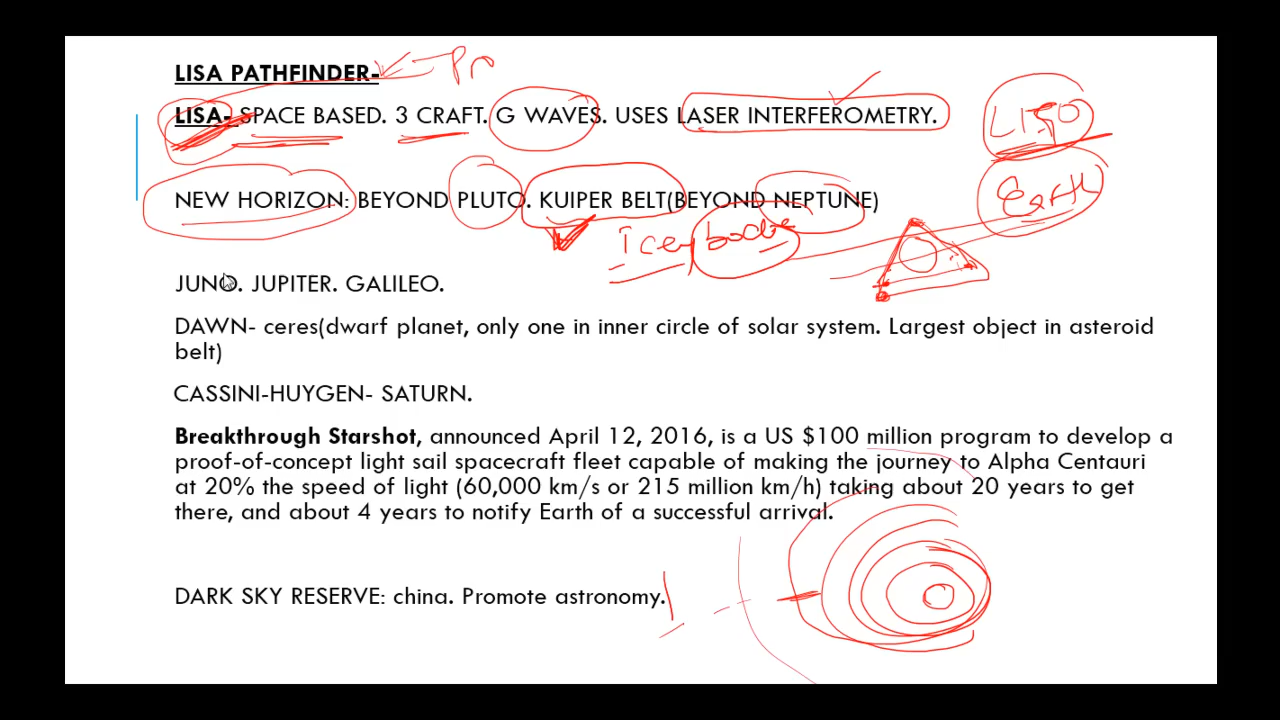 LISA PATHFINDER- Pr
LISA- SPACE BASED. 3 CRAFT. G WAVES. USES LASER INTERFEROMETRY. LIGO
NEW HORIZON: BEYOND PLUTO. KUIPER BELT(BEYOND NEPTUNE) Earth
Icey
JUNO. JUPITER. GALILEO.
DAWN- ceres(dwarf planet, only one in inner circle of solar system. Largest object in asteroid
belt)
CASSINI-HUYGEN- SATURN.
Breakthrough Starshot, announced April 12, 2016, is a US $100 million program to develop a
proof-of-concept light sail spacecraft fleet capable of making the journey to Alpha Centauri
at 20% the speed of light (60,000 km/s or 215 million km/h) taking about 20 years to get
there, and about 4 years to notify Earth of a successful arrival.
DARK SKY RESERVE: china. Promote astronomy.